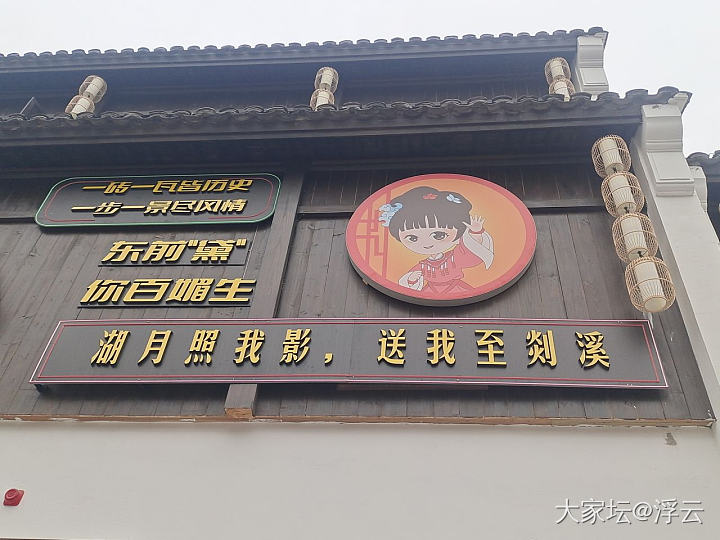 一砖一瓦皆历史
一步一景尽风情
东前"黛"
你百媚生
湖月照我影，送我至剡溪
大家坛@浮云